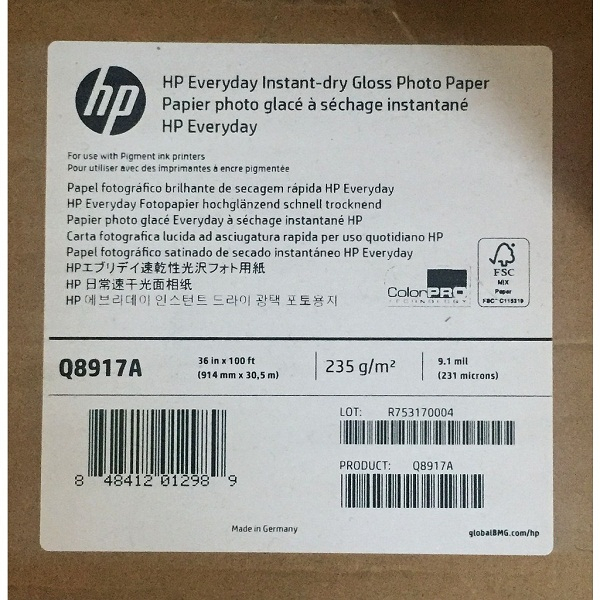 hp
HP Everyday Instant-dry Gloss Photo Paper
Papier photo glacé à séchage instantané
HP Everyday
For use with Pigment ink printers
Pour utiliser avec des imprimantes à encre pigmentée
Papel fotográfico brilhante de secagem rápida HP Everyday
HP Everyday Fotopapier hochglänzend schnell trocknend
Papier photo glacé Everyday à séchage instantané HP
Carta fotografica lucida ad asciugatura rapida per uso quotidiano HP
Papel fotográfico satinado de secado instantáneo HP Everyday
HPエブリデイ速乾性光沢フォト用紙
HP 日常速干光面相纸
HP 에브리데이 인스턴트 드라이 광택 포토용지
ColorPRO
TECHNOLOGY
FSC
MIX
Paper
FSC™ C115319
Q8917A
36 in x 100 ft
(914 mm x 30,5 m)
235 g/m²
9.1 mil
(231 microns)
LOT: R753170004
PRODUCT: Q8917A
8 48412 01298 9
Made in Germany
globalBMG.com/hp